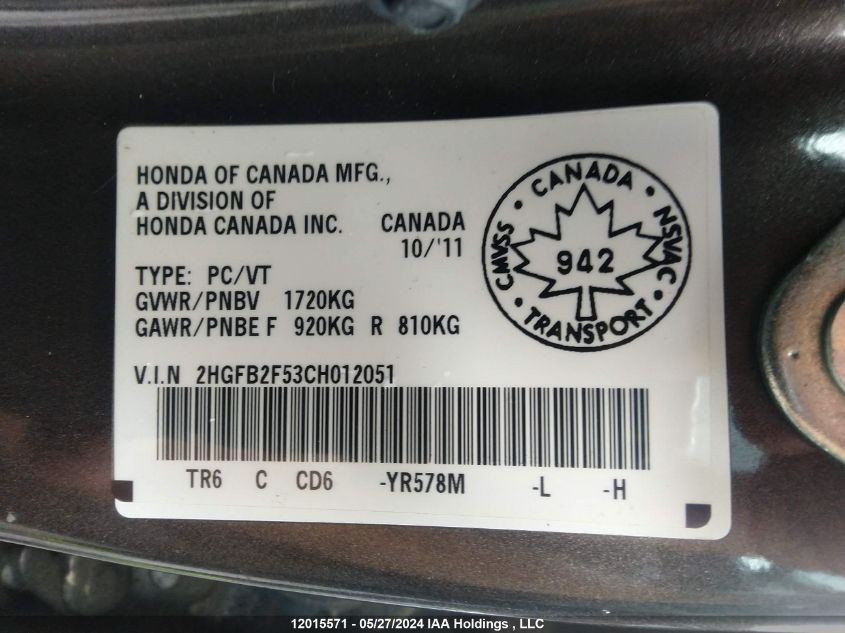 HONDA OF CANADA MFG.,
A DIVISION OF
HONDA CANADA INC. CANADA
10/'11
TYPE: PC/VT
GVWR/PNBV 1720KG
GAWR/PNBE F 920KG R 810KG
V.I.N 2HGFB2F53CH012051
TR6 C CD6 -YR578M -L -H
CMVSS • CANADA • NSVAC • TRANSPORT •
942
12015571 - 05/27/2024 IAA Holdings , LLC